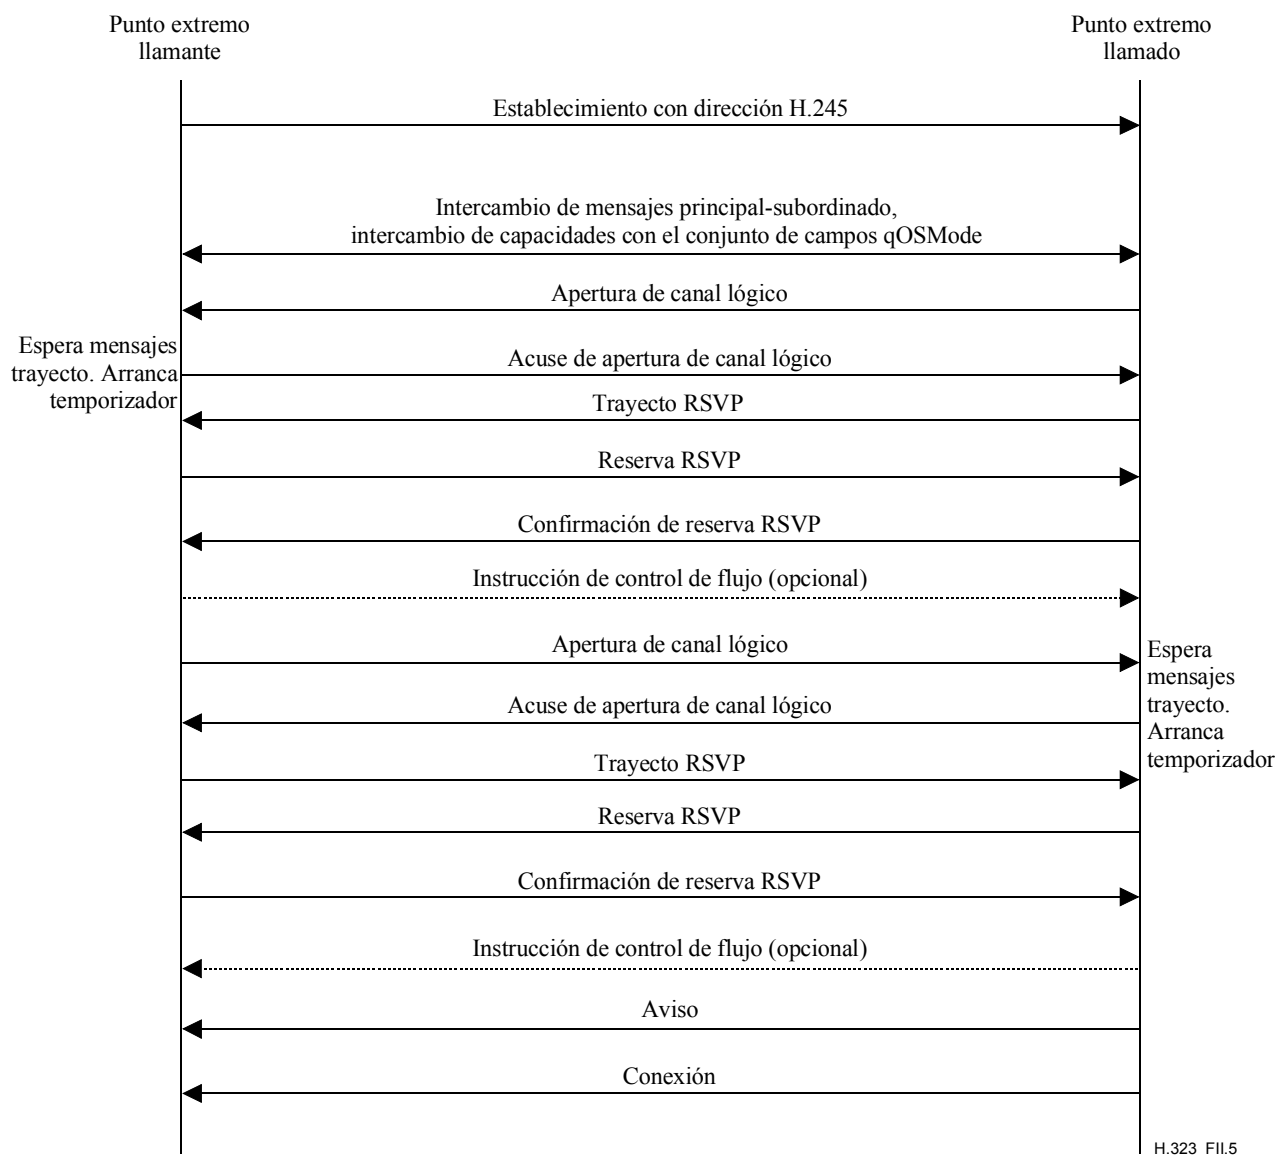 Punto extremo
llamante
Punto extremo
llamado
Establecimiento con dirección H.245
Intercambio de mensajes principal-subordinado,
intercambio de capacidades con el conjunto de campos qOSMode
Apertura de canal lógico
Espera mensajes
trayecto. Arranca
temporizador
Acuse de apertura de canal lógico
Trayecto RSVP
Reserva RSVP
Confirmación de reserva RSVP
Instrucción de control de flujo (opcional)
Apertura de canal lógico
Espera
mensajes
trayecto.
Arranca
temporizador
Acuse de apertura de canal lógico
Trayecto RSVP
Reserva RSVP
Confirmación de reserva RSVP
Instrucción de control de flujo (opcional)
Aviso
Conexión
H.323_FII.5